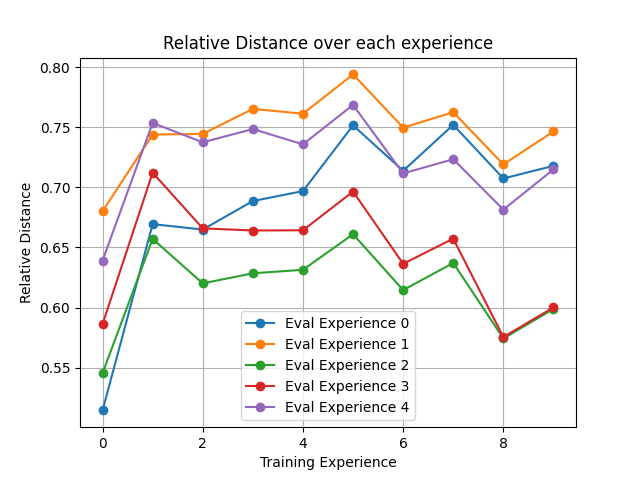 Relative Distance over each experience
0.80
0.75
0.70
0.65
0.60
0.55
Relative Distance
Eval Experience 0
Eval Experience 1
Eval Experience 2
Eval Experience 3
Eval Experience 4
0 2 4 6 8
Training Experience